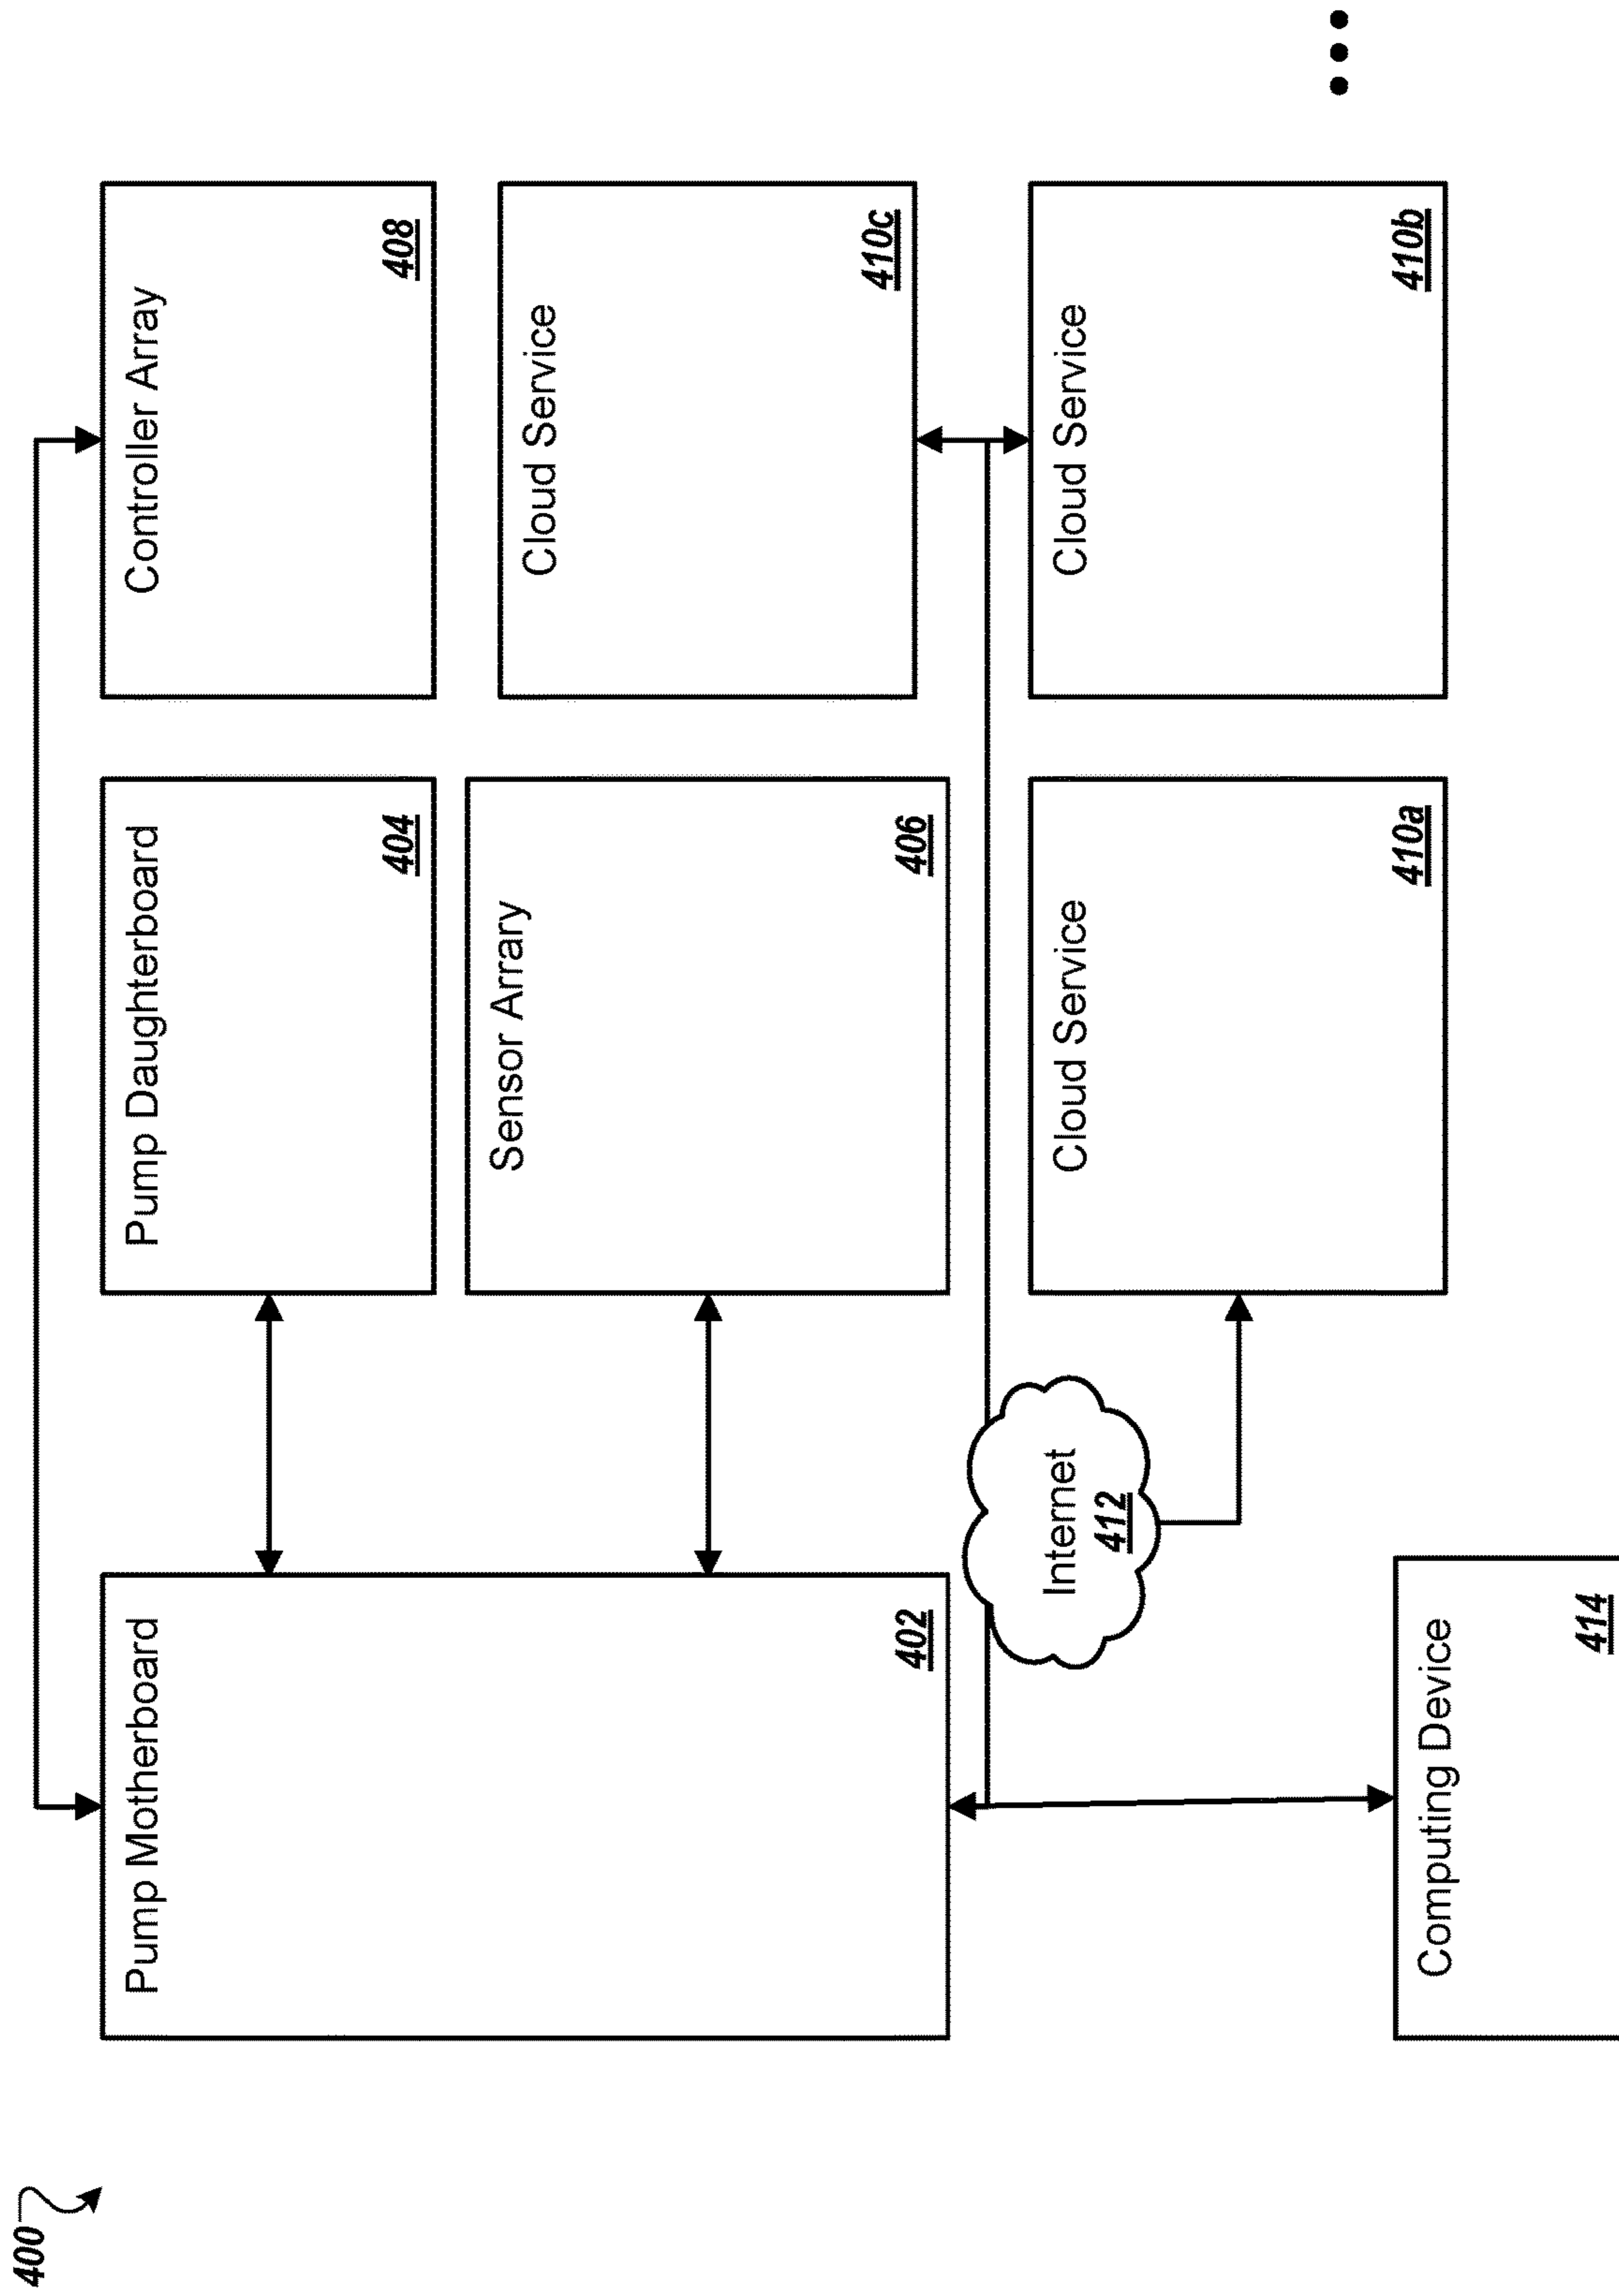 400
Pump Motherboard
402
Pump Daughterboard
404
Controller Array
408
Sensor Arrary
406
Cloud Service
410c
Internet
412
Cloud Service
410a
Cloud Service
410b
Computing Device
414